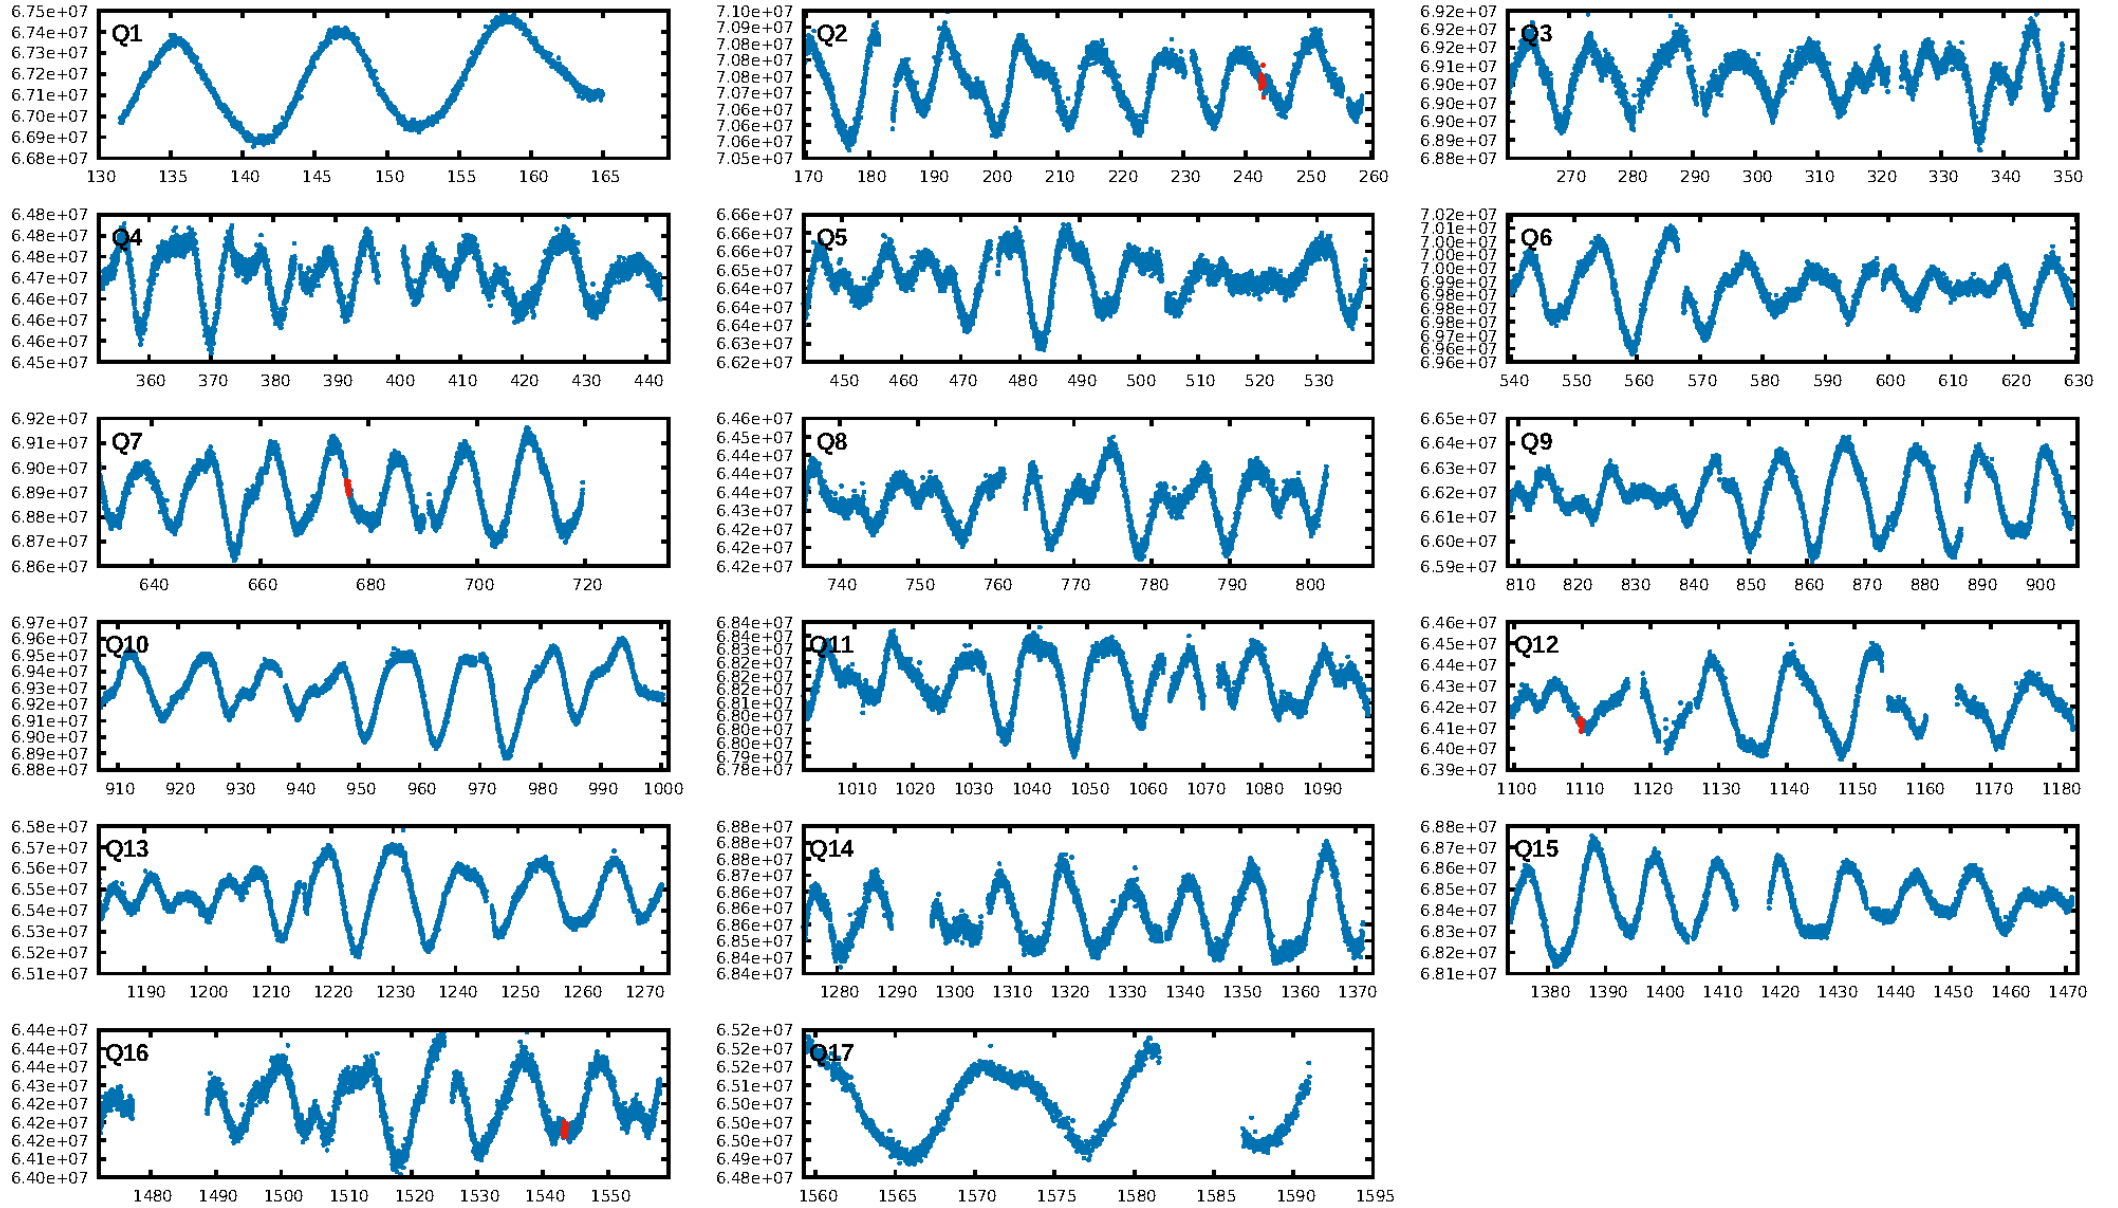 6.75e+07
6.74e+07
6.73e+07
6.72e+07
6.71e+07
6.70e+07
6.69e+07
6.68e+07
Q1
130 135 140 145 150 155 160 165
7.10e+07
7.09e+07
7.08e+07
7.08e+07
7.08e+07
7.07e+07
7.06e+07
7.06e+07
7.06e+07
7.05e+07
Q2
170 180 190 200 210 220 230 240 250 260
6.92e+07
6.92e+07
6.91e+07
6.91e+07
6.90e+07
6.90e+07
6.89e+07
6.89e+07
6.88e+07
Q3
270 280 290 300 310 320 330 340 350
6.48e+07
6.48e+07
6.48e+07
6.47e+07
6.46e+07
6.46e+07
6.46e+07
6.45e+07
Q4
360 370 380 390 400 410 420 430 440
6.66e+07
6.66e+07
6.66e+07
6.65e+07
6.64e+07
6.64e+07
6.64e+07
6.63e+07
6.62e+07
Q5
450 460 470 480 490 500 510 520 530
7.02e+07
7.01e+07
7.00e+07
7.00e+07
7.00e+07
6.99e+07
6.98e+07
6.98e+07
6.98e+07
6.97e+07
6.96e+07
6.96e+07
Q6
540 550 560 570 580 590 600 610 620 630
6.92e+07
6.91e+07
6.90e+07
6.89e+07
6.88e+07
6.87e+07
6.86e+07
Q7
640 660 680 700 720
6.46e+07
6.45e+07
6.44e+07
6.44e+07
6.44e+07
6.43e+07
6.42e+07
6.42e+07
6.42e+07
Q8
740 750 760 770 780 790 800
6.65e+07
6.64e+07
6.63e+07
6.62e+07
6.61e+07
6.60e+07
6.59e+07
Q9
810 820 830 840 850 860 870 880 890 900
6.97e+07
6.96e+07
6.95e+07
6.94e+07
6.93e+07
6.92e+07
6.91e+07
6.90e+07
6.89e+07
6.88e+07
Q10
910 920 930 940 950 960 970 980 990 1000
6.84e+07
6.84e+07
6.83e+07
6.82e+07
6.82e+07
6.82e+07
6.81e+07
6.80e+07
6.80e+07
6.80e+07
6.79e+07
6.78e+07
Q11
1010 1020 1030 1040 1050 1060 1070 1080 1090
6.46e+07
6.45e+07
6.44e+07
6.43e+07
6.42e+07
6.41e+07
6.40e+07
6.39e+07
Q12
1100 1110 1120 1130 1140 1150 1160 1170 1180
6.58e+07
6.57e+07
6.56e+07
6.55e+07
6.54e+07
6.53e+07
6.52e+07
6.51e+07
Q13
1190 1200 1210 1220 1230 1240 1250 1260 1270
6.88e+07
6.88e+07
6.88e+07
6.87e+07
6.86e+07
6.86e+07
6.86e+07
6.85e+07
6.84e+07
6.84e+07
Q14
1280 1290 1300 1310 1320 1330 1340 1350 1360 1370
6.88e+07
6.87e+07
6.86e+07
6.85e+07
6.84e+07
6.83e+07
6.82e+07
6.81e+07
Q15
1380 1390 1400 1410 1420 1430 1440 1450 1460 1470
6.44e+07
6.44e+07
6.44e+07
6.43e+07
6.42e+07
6.42e+07
6.42e+07
6.41e+07
6.40e+07
Q16
1480 1490 1500 1510 1520 1530 1540 1550
6.52e+07
6.52e+07
6.52e+07
6.51e+07
6.50e+07
6.50e+07
6.50e+07
6.49e+07
6.48e+07
Q17
1560 1565 1570 1575 1580 1585 1590 1595